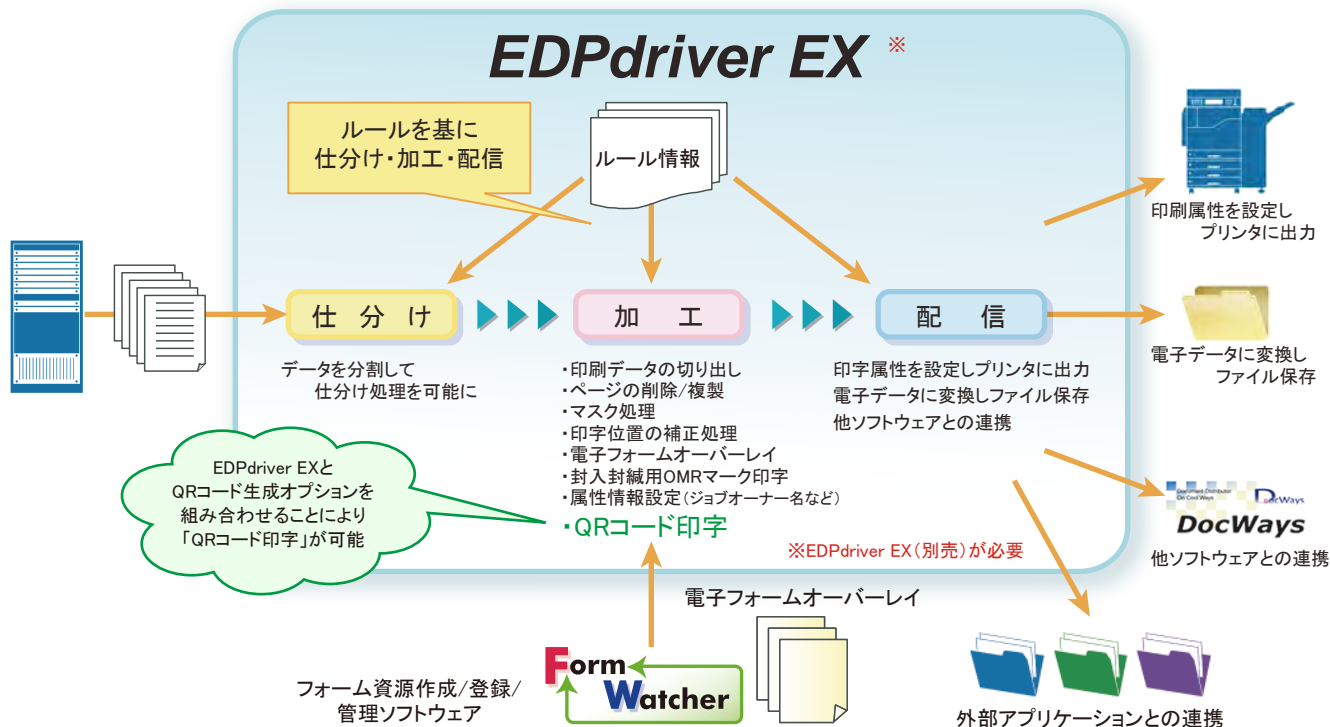 EDPdriver EX ※
ルールを基に
仕分け・加工・配信
ルール情報
仕 分 け
加 工
配 信
データを分割して
仕分け処理を可能に
・印刷データの切り出し
・ページの削除/複製
・マスク処理
・印字位置の補正処理
・電子フォームオーバーレイ
・封入封緘用OMRマーク印字
・属性情報設定(ジョブオーナー名など)
・QRコード印字
印字属性を設定しプリンタに出力
電子データに変換しファイル保存
他ソフトウェアとの連携
EDPdriver EXと
QRコード生成オプションを
組み合わせることにより
「QRコード印字」が可能
※EDPdriver EX(別売)が必要
印刷属性を設定し
プリンタに出力
電子データに変換し
ファイル保存
Document Distributor
On Cool Ways
DocWays
DocWays
他ソフトウェアとの連携
電子フォームオーバーレイ
フォーム資源作成/登録/
管理ソフトウェア
Form
Watcher
外部アプリケーションとの連携